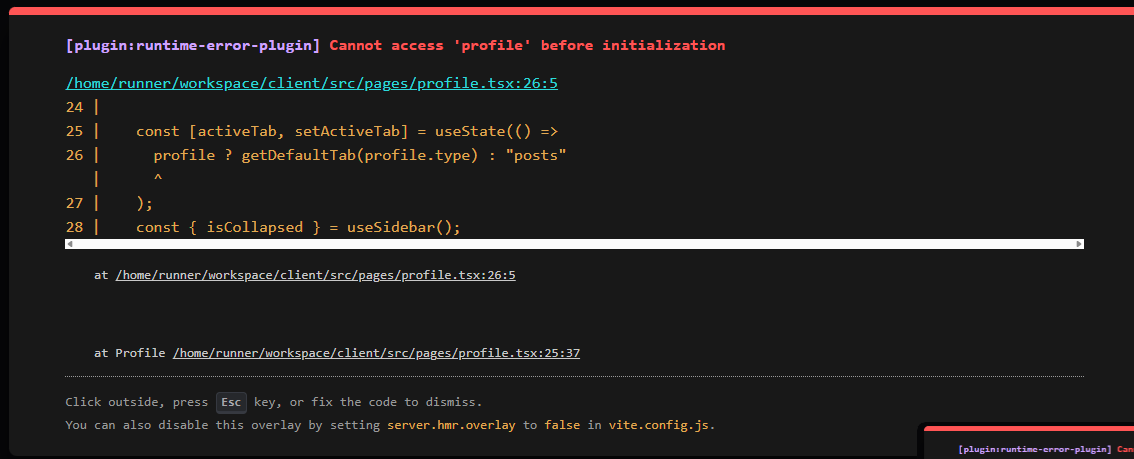 [plugin:runtime-error-plugin] Cannot access 'profile' before initialization
/home/runner/workspace/client/src/pages/profile.tsx:26:5
24 |
25 |    const [activeTab, setActiveTab] = useState(() =>
26 |      profile ? getDefaultTab(profile.type) : "posts"
   |      ^
27 |    );
28 |    const { isCollapsed } = useSidebar();
at /home/runner/workspace/client/src/pages/profile.tsx:26:5
at Profile /home/runner/workspace/client/src/pages/profile.tsx:25:37
Click outside, press Esc key, or fix the code to dismiss.
You can also disable this overlay by setting server.hmr.overlay to false in vite.config.js.
[plugin:runtime-error-plugin]